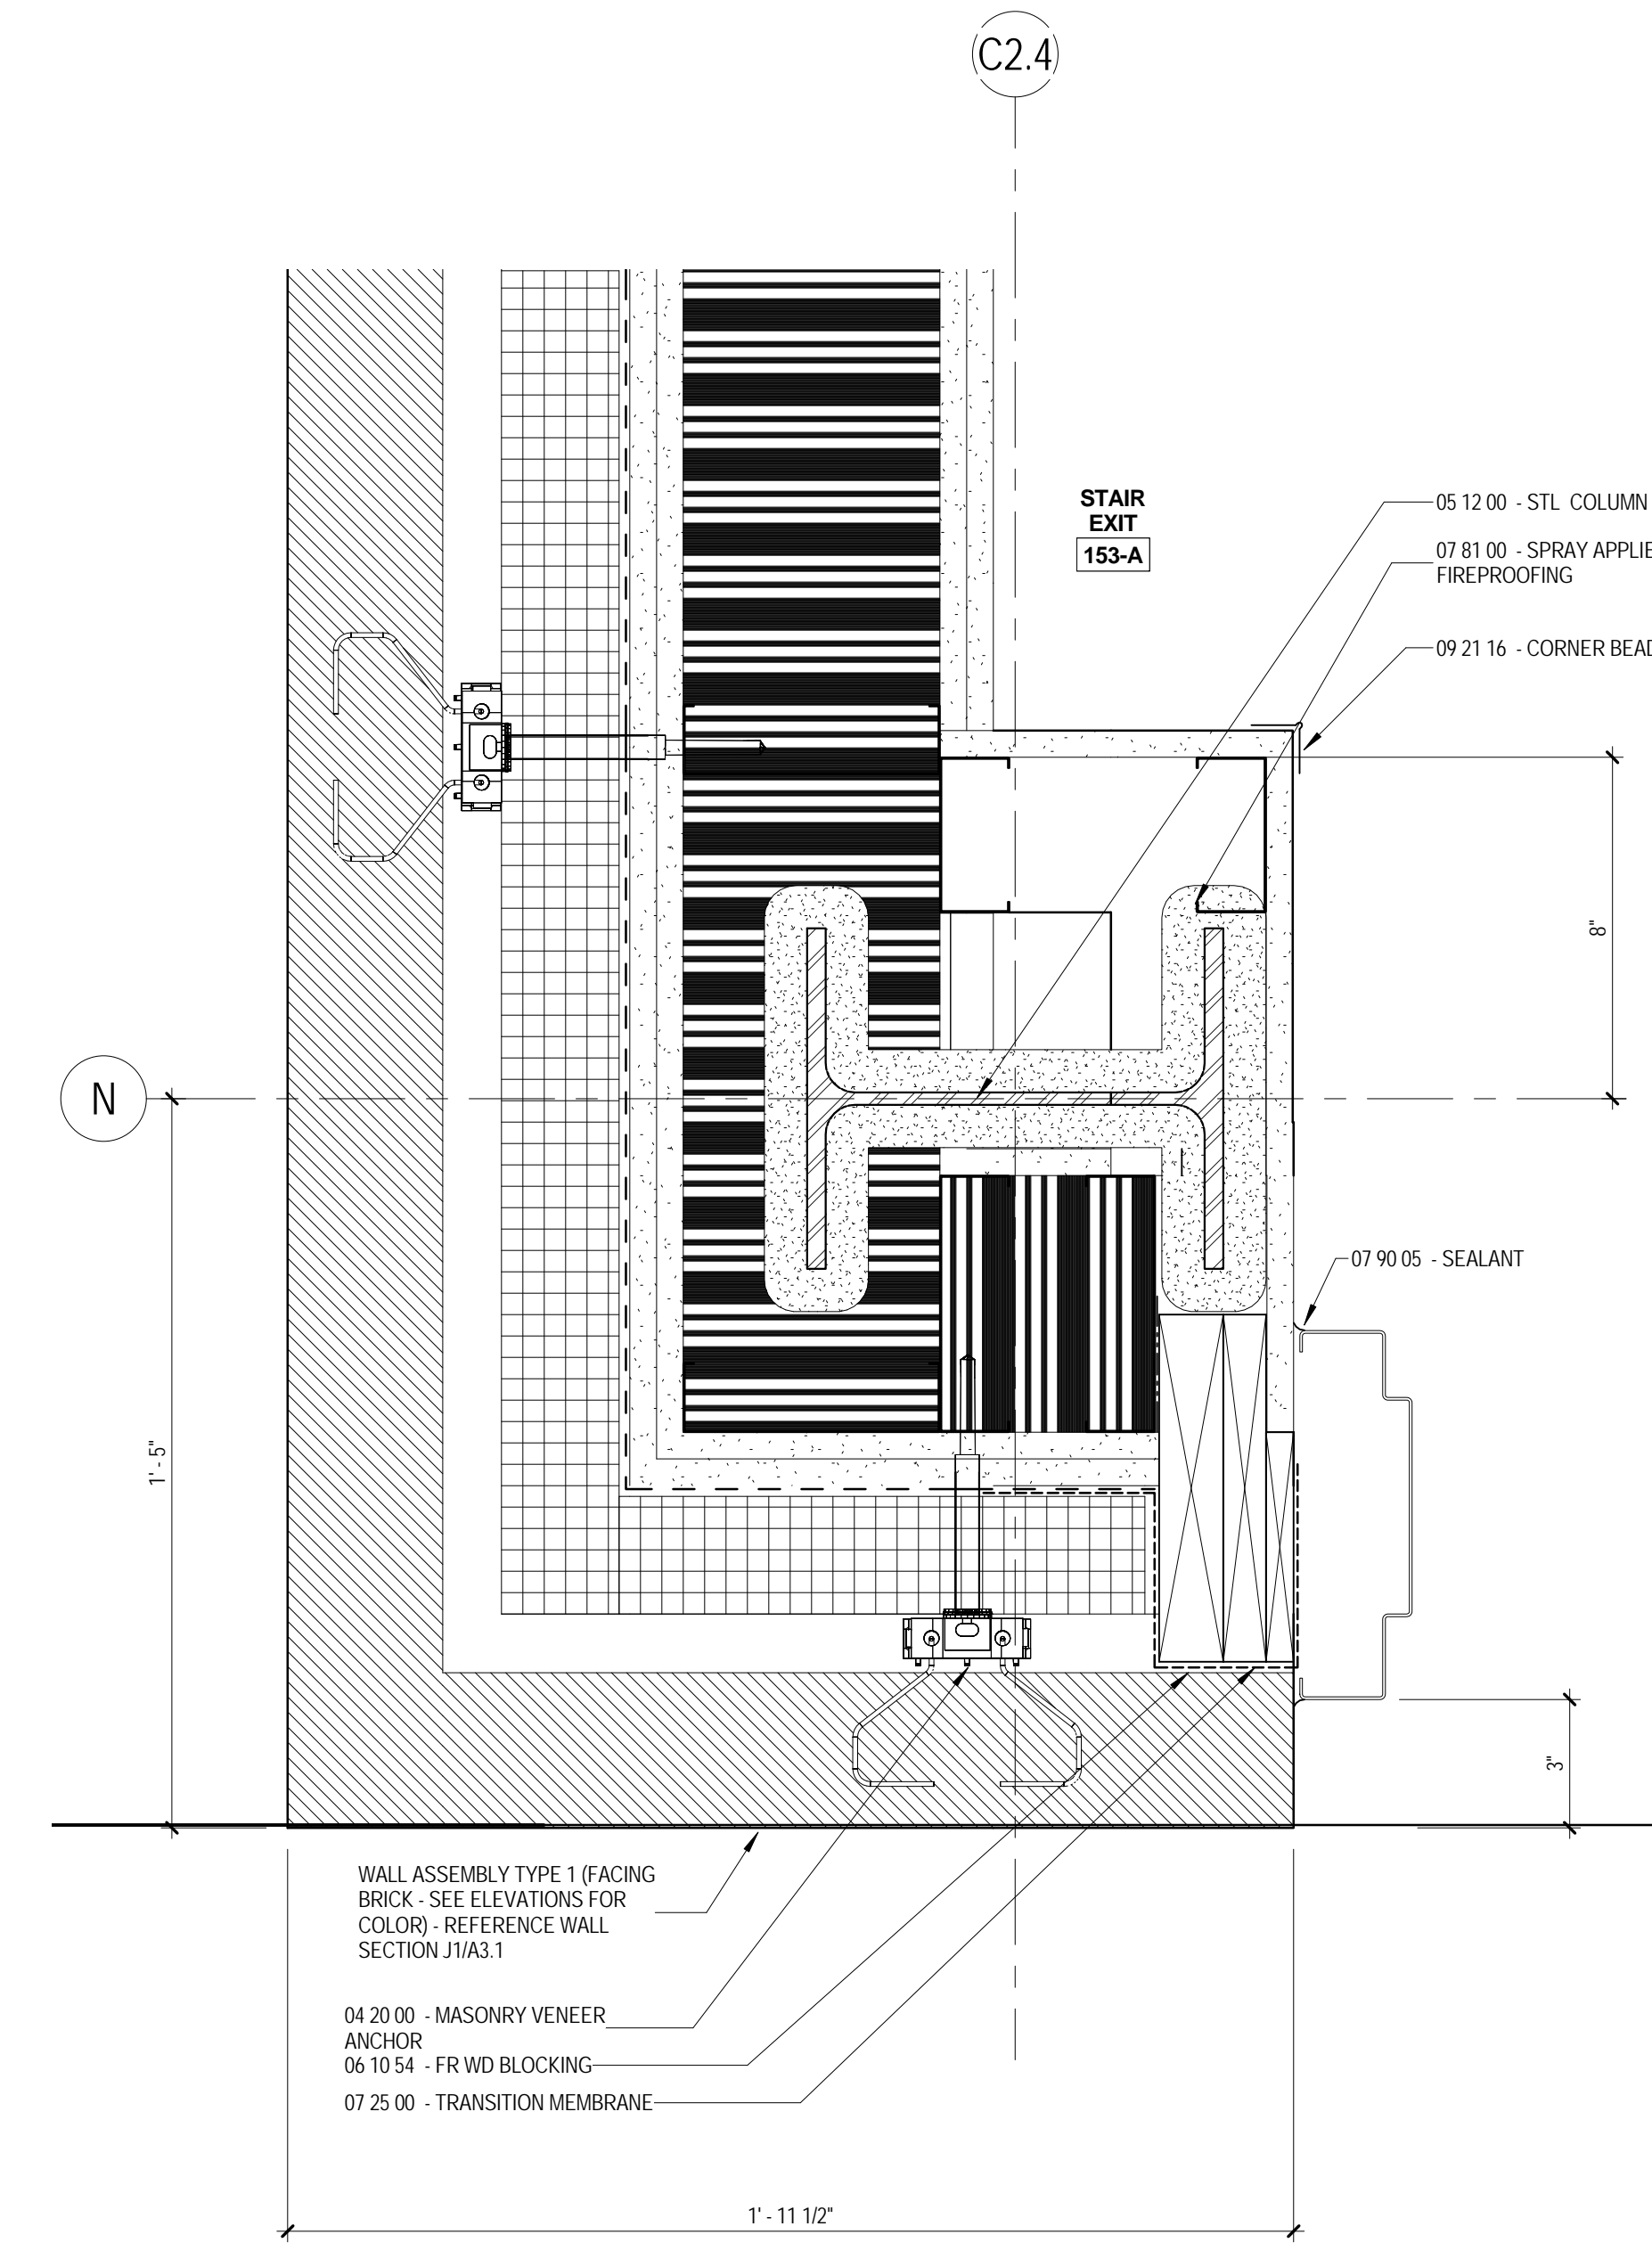 C2.4
STAIR
EXIT
153-A
05 12 00 - STL COLUMN
07 81 00 - SPRAY APPLIE
FIREPROOFING
09 21 16 - CORNER BEAD
8"
N
07 90 05 - SEALANT
1' - 5"
3"
WALL ASSEMBLY TYPE 1 (FACING
BRICK - SEE ELEVATIONS FOR
COLOR) - REFERENCE WALL
SECTION J1/A3.1
04 20 00 - MASONRY VENEER
ANCHOR
06 10 54 - FR WD BLOCKING
07 25 00 - TRANSITION MEMBRANE
1' - 11 1/2"